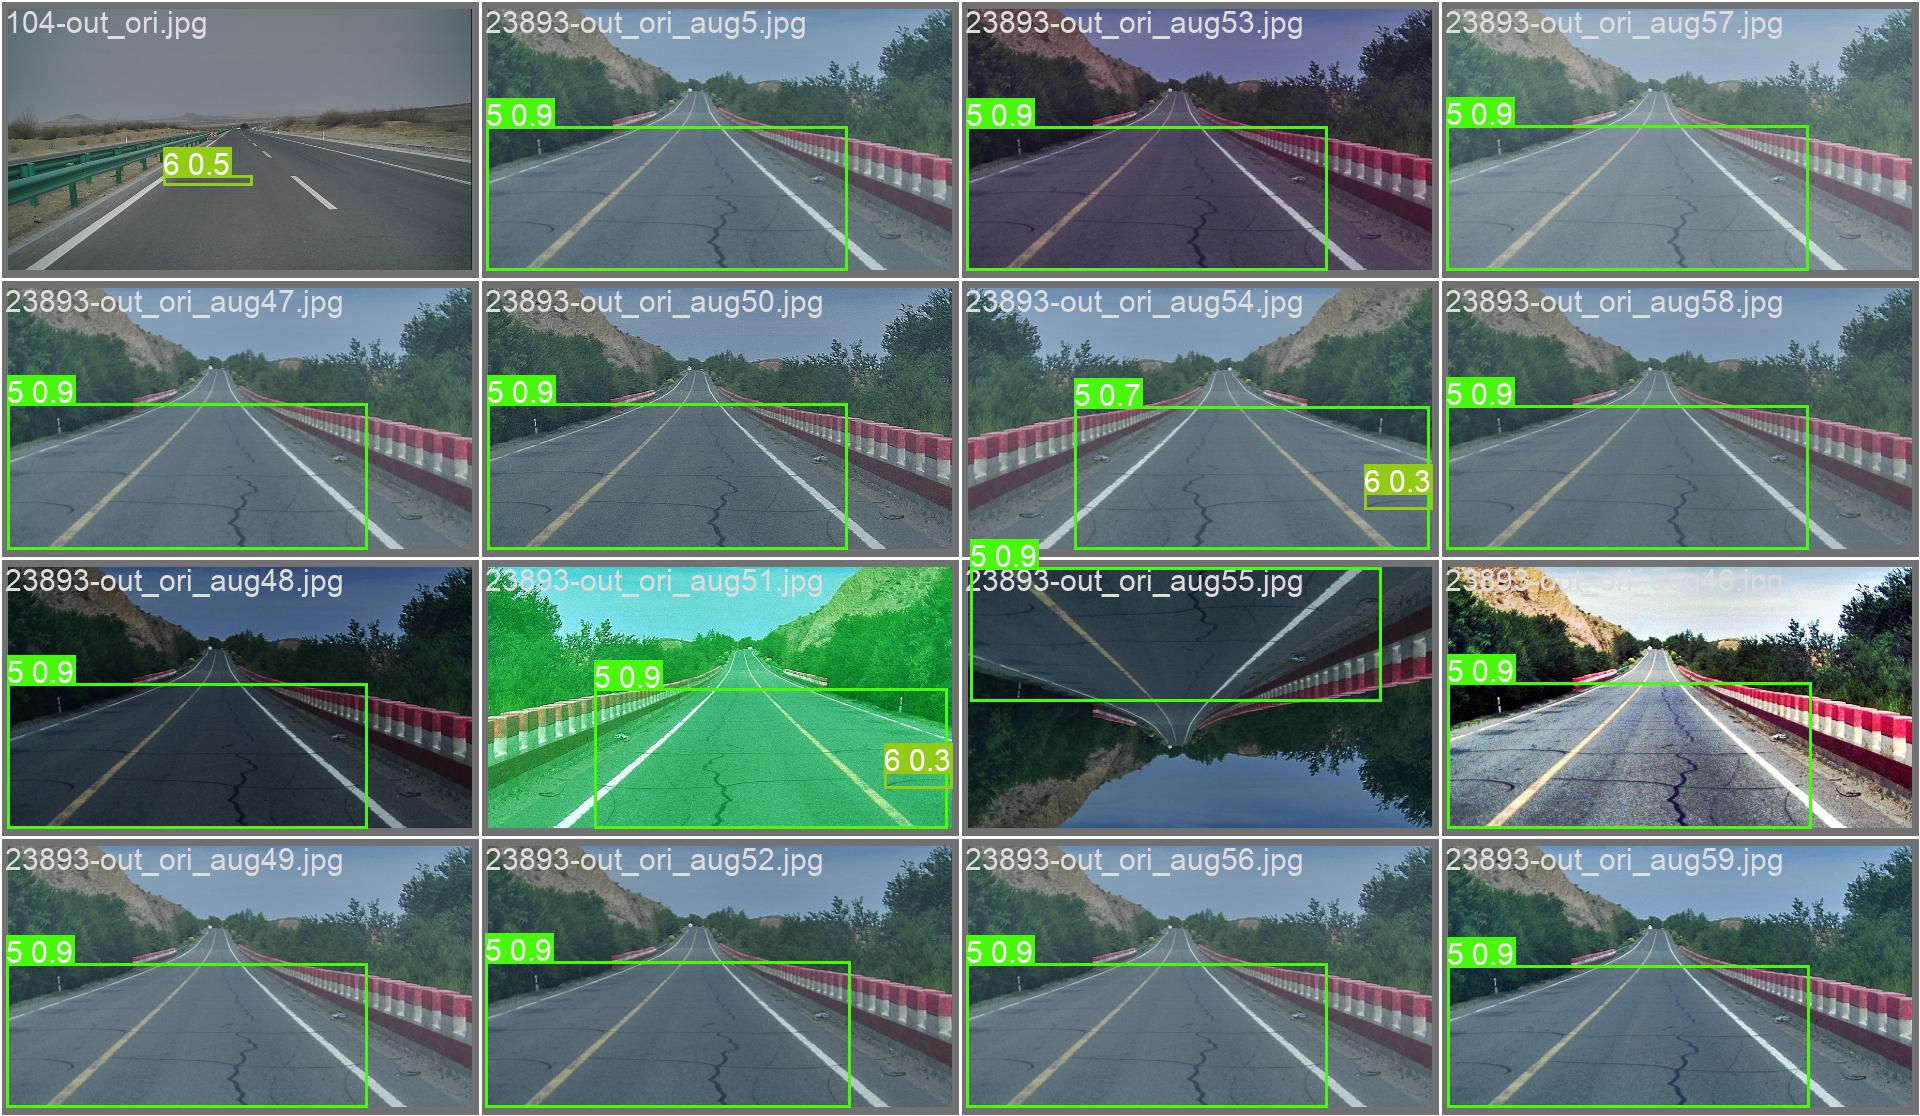 104-out_ori.jpg
6 0.5
23893-out_ori_aug5.jpg
5 0.9
23893-out_ori_aug53.jpg
5 0.9
23893-out_ori_aug57.jpg
5 0.9
23893-out_ori_aug47.jpg
5 0.9
23893-out_ori_aug50.jpg
5 0.9
23893-out_ori_aug54.jpg
5 0.7
6 0.3
23893-out_ori_aug58.jpg
5 0.9
23893-out_ori_aug48.jpg
5 0.9
23893-out_ori_aug51.jpg
5 0.9
6 0.3
5 0.9
23893-out_ori_aug55.jpg
23893-out_ori_aug46.jpg
5 0.9
23893-out_ori_aug49.jpg
5 0.9
23893-out_ori_aug52.jpg
5 0.9
23893-out_ori_aug56.jpg
5 0.9
23893-out_ori_aug59.jpg
5 0.9